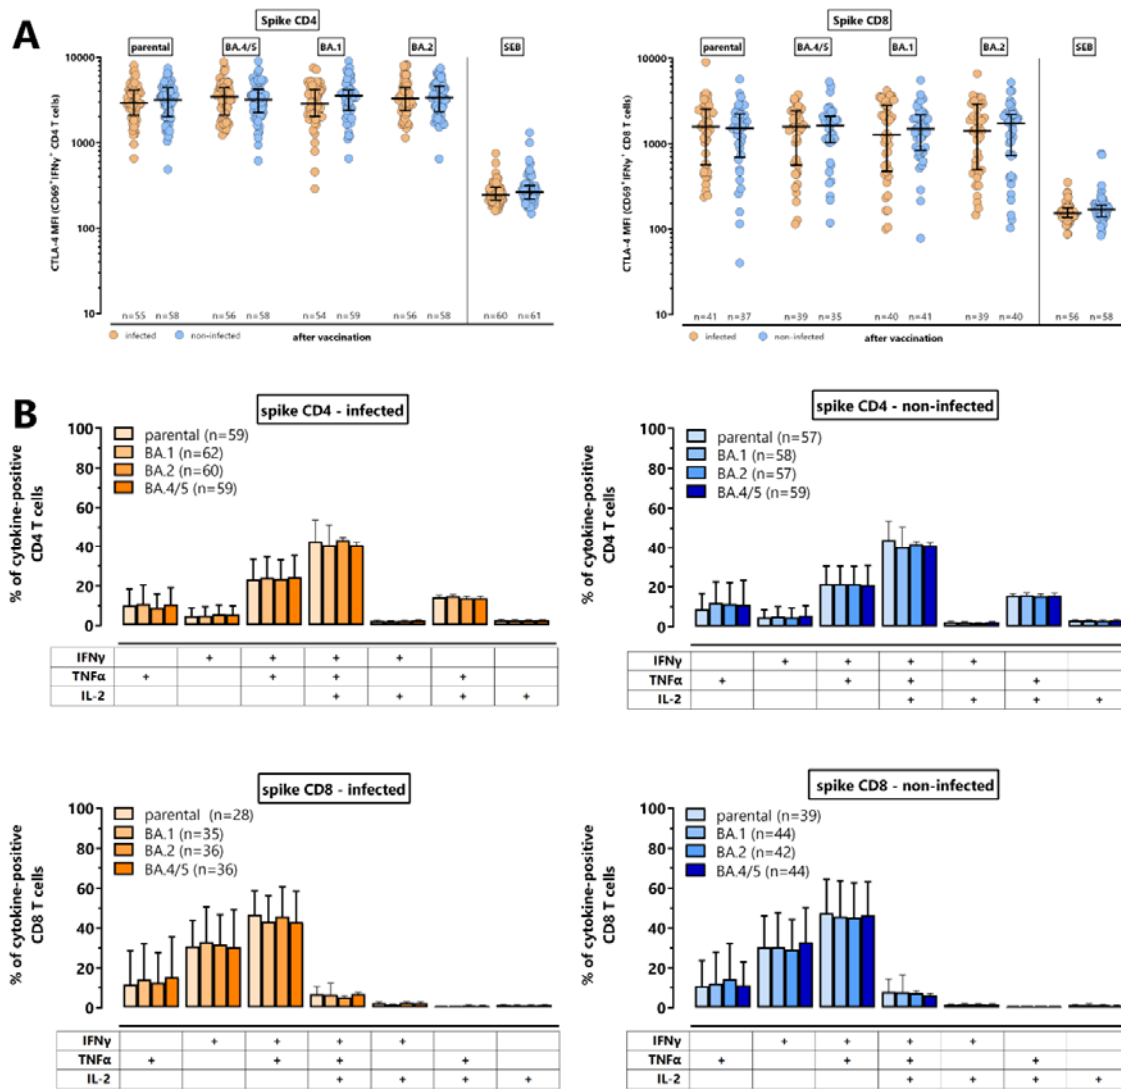 A
Spike CD4
parental BA.4/5 BA.1 BA.2 SEB
CTLA-4 MFI (CD69+IFNγ+ CD4 T cells)
10000
1000
100
10
n=55 n=58 n=56 n=58 n=54 n=59 n=56 n=58 n=60 n=61
infected non-infected after vaccination
Spike CD8
parental BA.4/5 BA.1 BA.2 SEB
CTLA-4 MFI (CD69+IFNγ+ CD8 T cells)
10000
1000
100
10
n=41 n=37 n=39 n=35 n=40 n=41 n=39 n=40 n=56 n=58
infected non-infected after vaccination
B
spike CD4 - infected
% of cytokine-positive
CD4 T cells
100
80
60
40
20
0
parental (n=59)
BA.1 (n=62)
BA.2 (n=60)
BA.4/5 (n=59)
IFNγ + + + +
TNFα + + + +
IL-2 + + + +
spike CD4 - non-infected
% of cytokine-positive
CD4 T cells
100
80
60
40
20
0
parental (n=57)
BA.1 (n=58)
BA.2 (n=57)
BA.4/5 (n=59)
IFNγ + + + +
TNFα + + + +
IL-2 + + + +
spike CD8 - infected
% of cytokine-positive
CD8 T cells
100
80
60
40
20
0
parental (n=28)
BA.1 (n=35)
BA.2 (n=36)
BA.4/5 (n=36)
IFNγ + + + +
TNFα + + + +
IL-2 + + + +
spike CD8 - non-infected
% of cytokine-positive
CD8 T cells
100
80
60
40
20
0
parental (n=39)
BA.1 (n=44)
BA.2 (n=42)
BA.4/5 (n=44)
IFNγ + + + +
TNFα + + + +
IL-2 + + + +